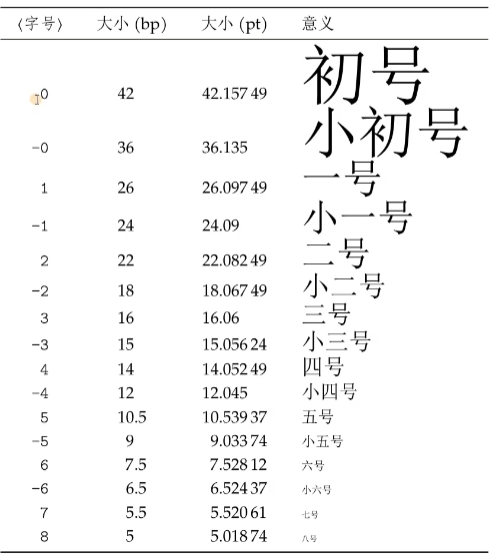 〈字号〉 大小 (bp) 大小 (pt) 意义
0 42 42.157 49 初号
-0 36 36.135 小初号
1 26 26.097 49 一号
-1 24 24.09 小一号
2 22 22.082 49 二号
-2 18 18.067 49 小二号
3 16 16.06 三号
-3 15 15.056 24 小三号
4 14 14.052 49 四号
-4 12 12.045 小四号
5 10.5 10.539 37 五号
-5 9 9.033 74 小五号
6 7.5 7.528 12 六号
-6 6.5 6.524 37 小六号
7 5.5 5.520 61 七号
8 5 5.018 74 八号